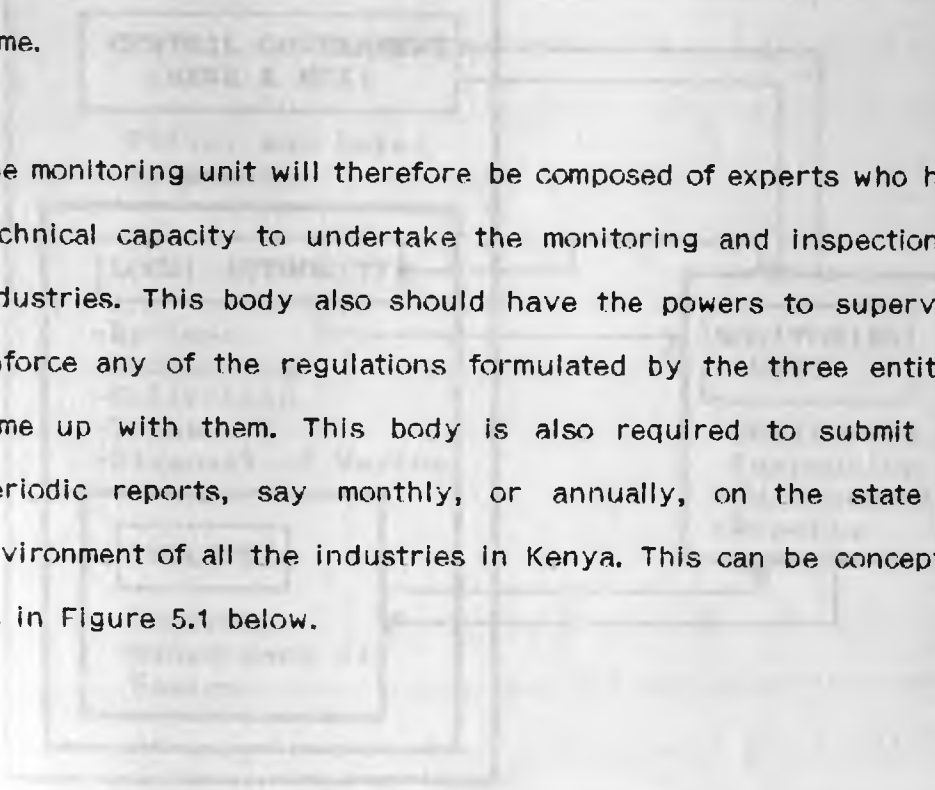 me.
CENTRAL GOVERNMENT
e monitoring unit will therefore be composed of experts who h
chnical capacity to undertake the monitoring and inspection
dustries. This body also should have the powers to superv
force any of the regulations formulated by the three entit
me up with them. This body is also required to submit
riodic reports, say monthly, or annually, on the state
vironment of all the industries in Kenya. This can be concep
in Figure 5.1 below.